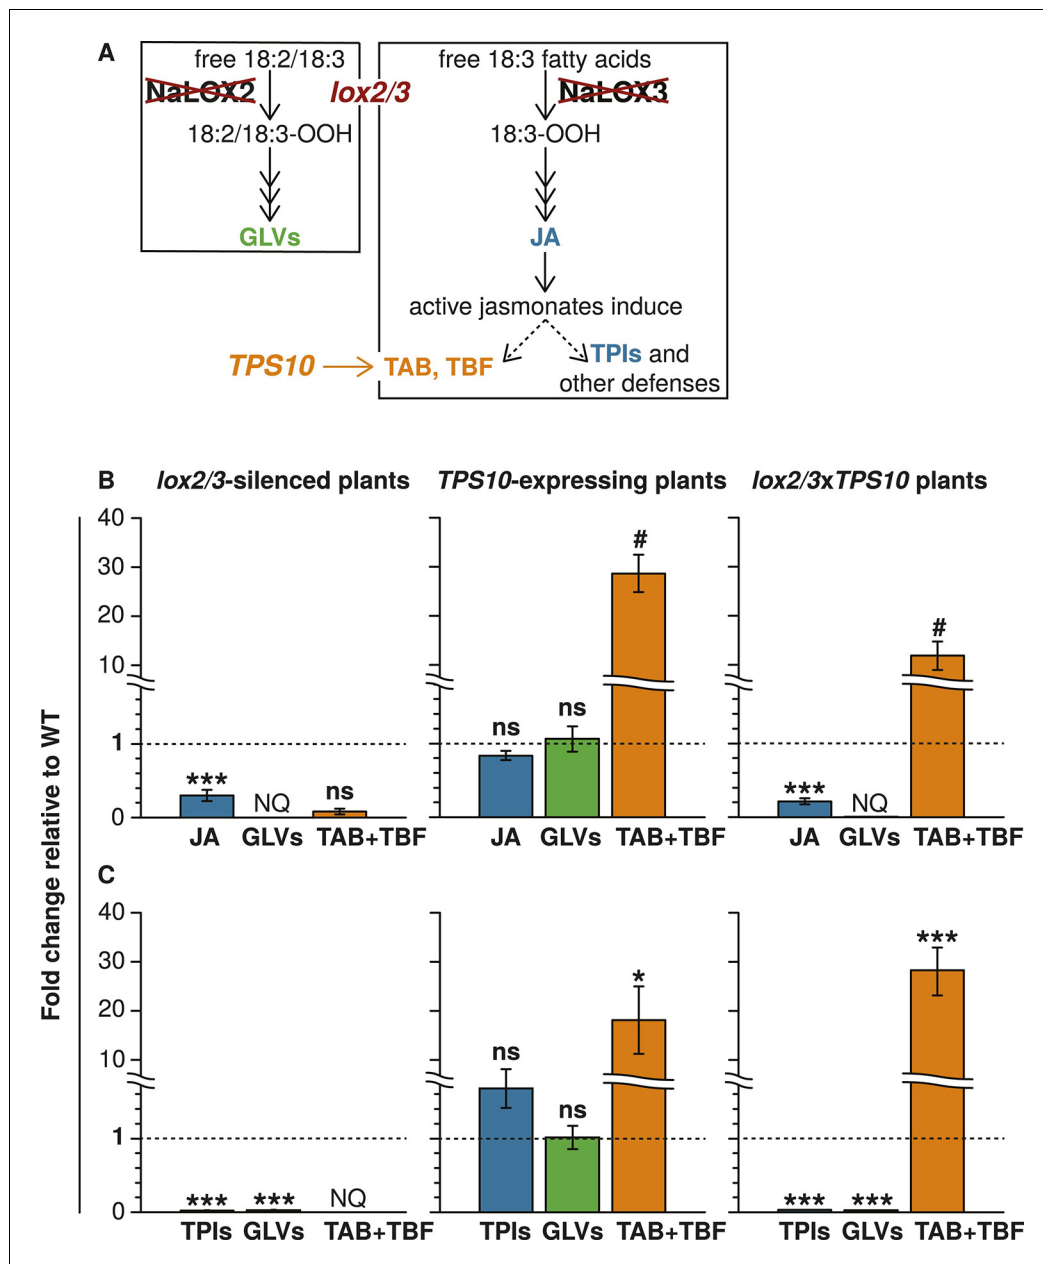 A
free 18:2/18:3
free 18:3 fatty acids
NaLOX2
lox2/3
NaLOX3
18:2/18:3-OOH
18:3-OOH
GLVs
JA
active jasmonates induce
TPS10
TAB, TBF
TPIs and
other defenses
B
lox2/3-silenced plants
TPS10-expressing plants
lox2/3xTPS10 plants
Fold change relative to WT
40
30
20
10
1
0
***
NQ
ns
JA
GLVs
TAB+TBF
ns
ns
#
JA
GLVs
TAB+TBF
***
NQ
#
JA
GLVs
TAB+TBF
C
40
30
20
10
1
0
***
***
NQ
TPIs
GLVs
TAB+TBF
ns
ns
*
TPIs
GLVs
TAB+TBF
***
***
***
TPIs
GLVs
TAB+TBF